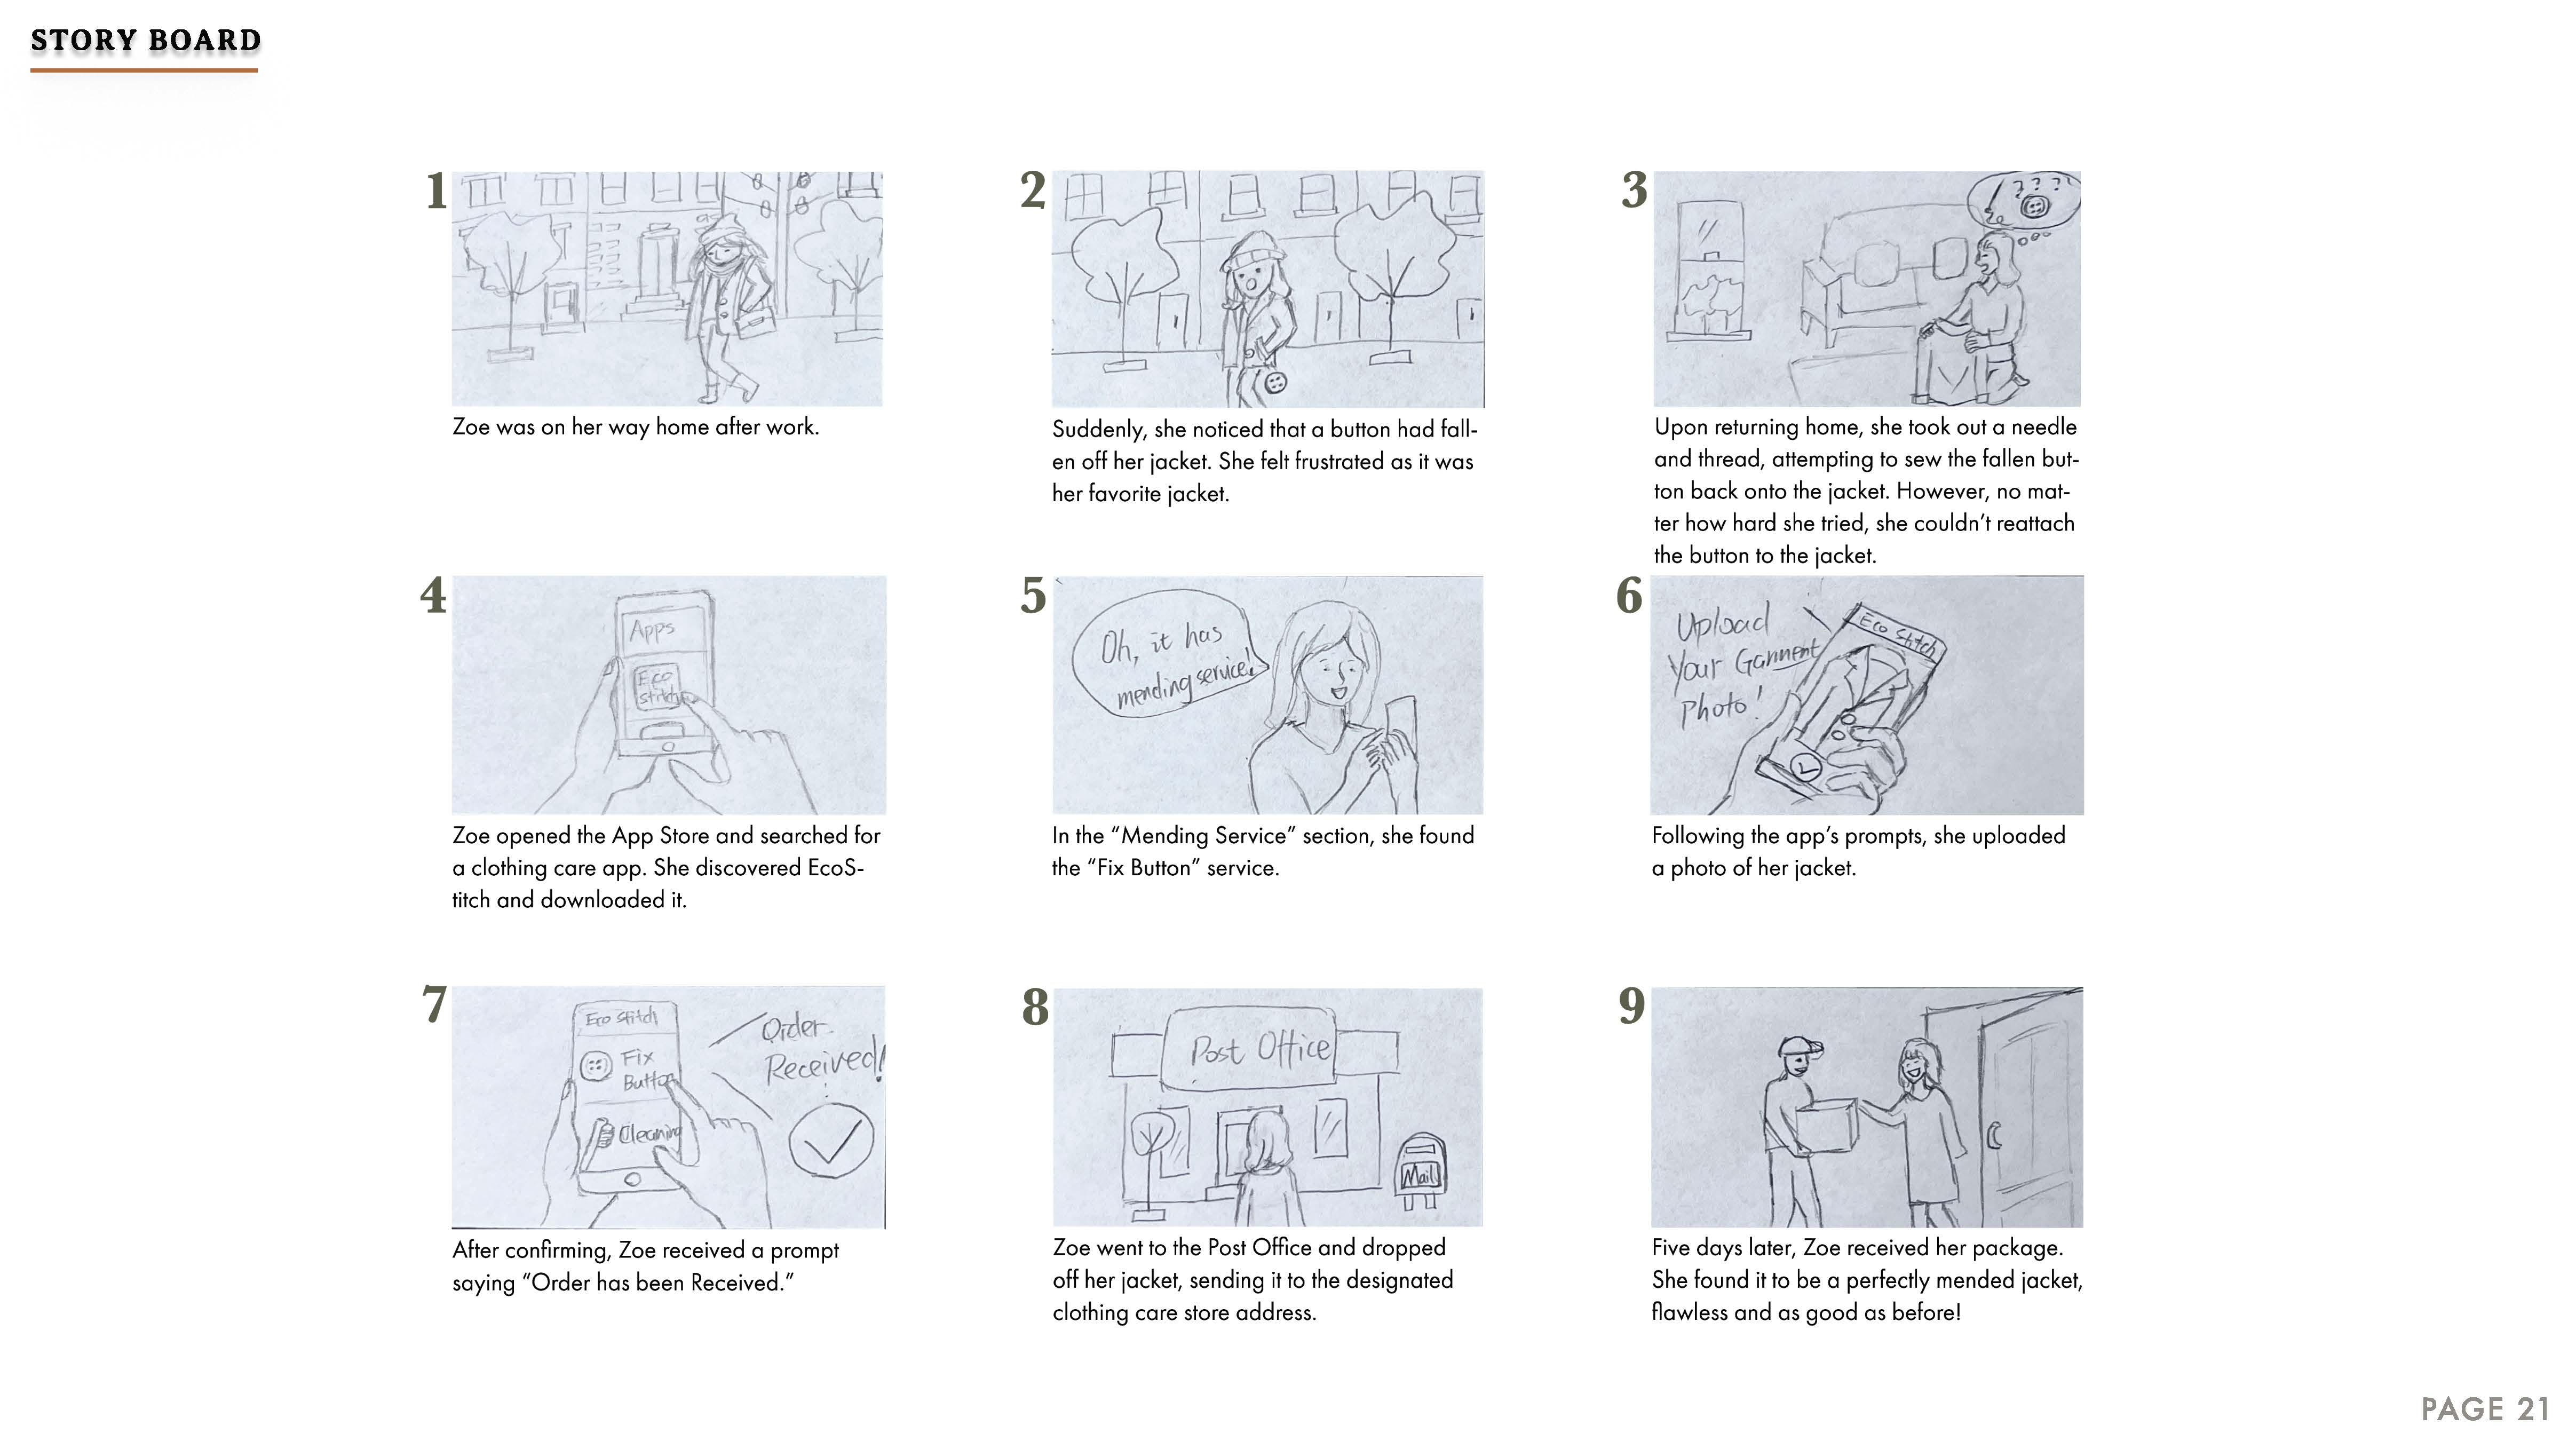 STORY BOARD
1
Zoe was on her way home after work.
2
Suddenly, she noticed that a button had fall-
en off her jacket. She felt frustrated as it was
her favorite jacket.
3
? ? ?
Upon returning home, she took out a needle
and thread, attempting to sew the fallen but-
ton back onto the jacket. However, no mat-
ter how hard she tried, she couldn't reattach
the button to the jacket.
4
Apps
Eco
Stitch
Zoe opened the App Store and searched for
a clothing care app. She discovered EcoS-
titch and downloaded it.
5
Oh, it has
mending service!
In the “Mending Service” section, she found
the “Fix Button” service.
6
Upload
Your Garment
Photo!
Eco Stitch
Following the app's prompts, she uploaded
a photo of her jacket.
7
Eco Stitch
Fix
Button
Cleaning
Order
Received!
After confirming, Zoe received a prompt
saying “Order has been Received.”
8
Post Office
Mail
Zoe went to the Post Office and dropped
off her jacket, sending it to the designated
clothing care store address.
9
Five days later, Zoe received her package.
She found it to be a perfectly mended jacket,
flawless and as good as before!
PAGE 21